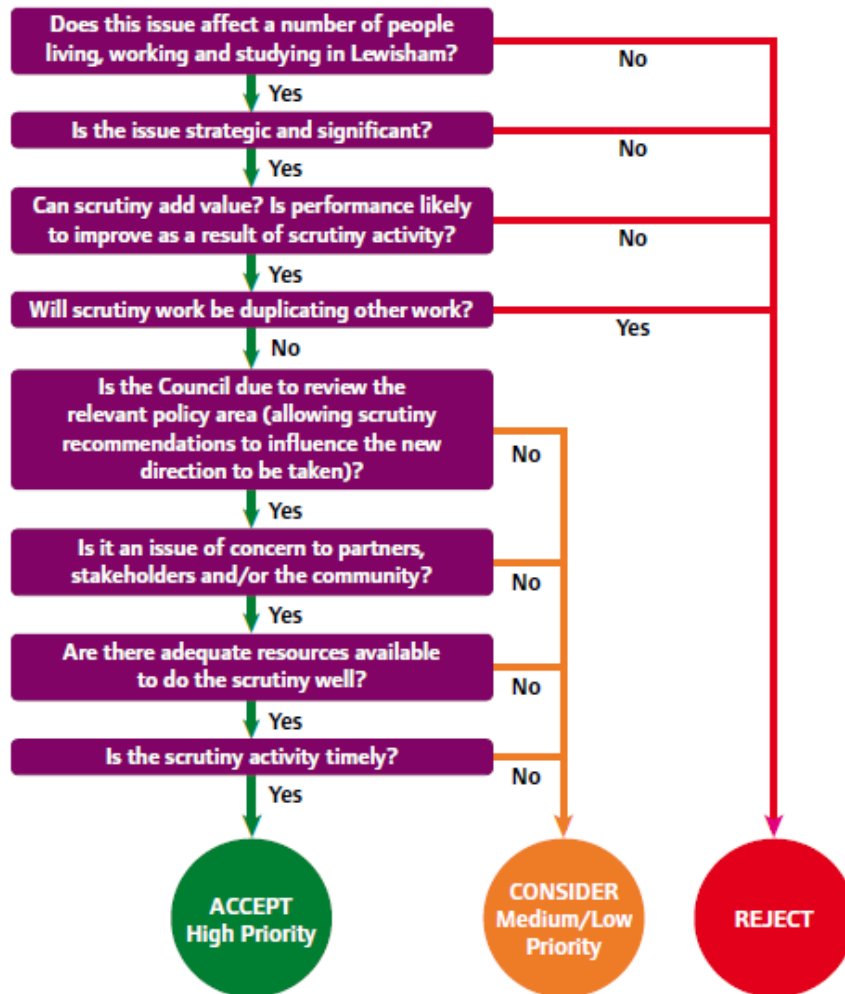 Does this issue affect a number of people
living, working and studying in Lewisham?
No
Yes
Is the issue strategic and significant?
No
Yes
Can scrutiny add value? Is performance likely
to improve as a result of scrutiny activity?
No
Yes
Will scrutiny work be duplicating other work?
Yes
No
Is the Council due to review the
relevant policy area (allowing scrutiny
recommendations to influence the new
direction to be taken)?
No
Yes
Is it an issue of concern to partners,
stakeholders and/or the community?
No
Yes
Are there adequate resources available
to do the scrutiny well?
No
Yes
Is the scrutiny activity timely?
No
Yes
ACCEPT
High Priority
CONSIDER
Medium/Low
Priority
REJECT